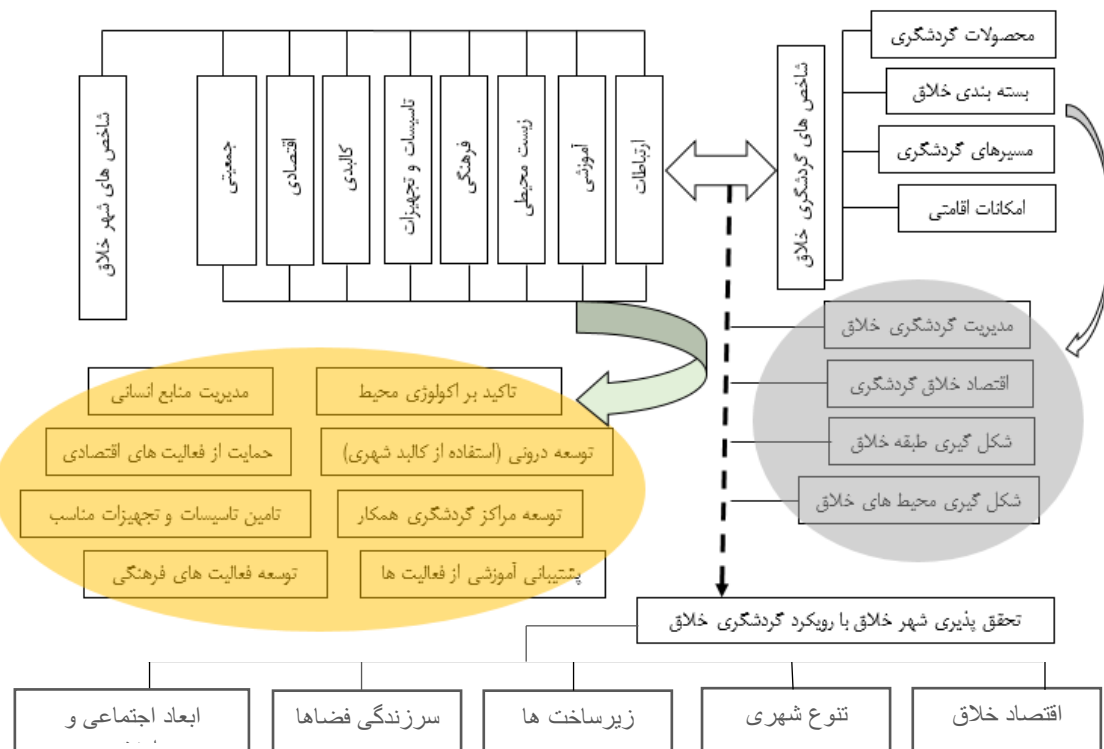 محصولات گردشگری
بسته بندی خلاق
مسیرهای گردشگری
امکانات اقامتی
شاخص های گردشگری خلاق
ارتباطات
آموزشی
زیست محیطی
فرهنگی
تاسیسات و تجهیزات
کالبدی
اقتصادی
جمعیتی
شاخص های شهر خلاق
مدیریت گردشگری خلاق
اقتصاد خلاق گردشگری
شکل گیری طبقه خلاق
شکل گیری محیط های خلاق
تاکید بر اکولوژی محیط
مدیریت منابع انسانی
توسعه درونی (استفاده از کالبد شهری)
حمایت از فعالیت های اقتصادی
توسعه مراکز گردشگری همکار
تامین تاسیسات و تجهیزات مناسب
پشتیبانی آموزشی از فعالیت ها
توسعه فعالیت های فرهنگی
تحقق پذیری شهر خلاق با رویکرد گردشگری خلاق
اقتصاد خلاق
تنوع شهری
زیرساخت ها
سرزندگی فضاها
ابعاد اجتماعی و